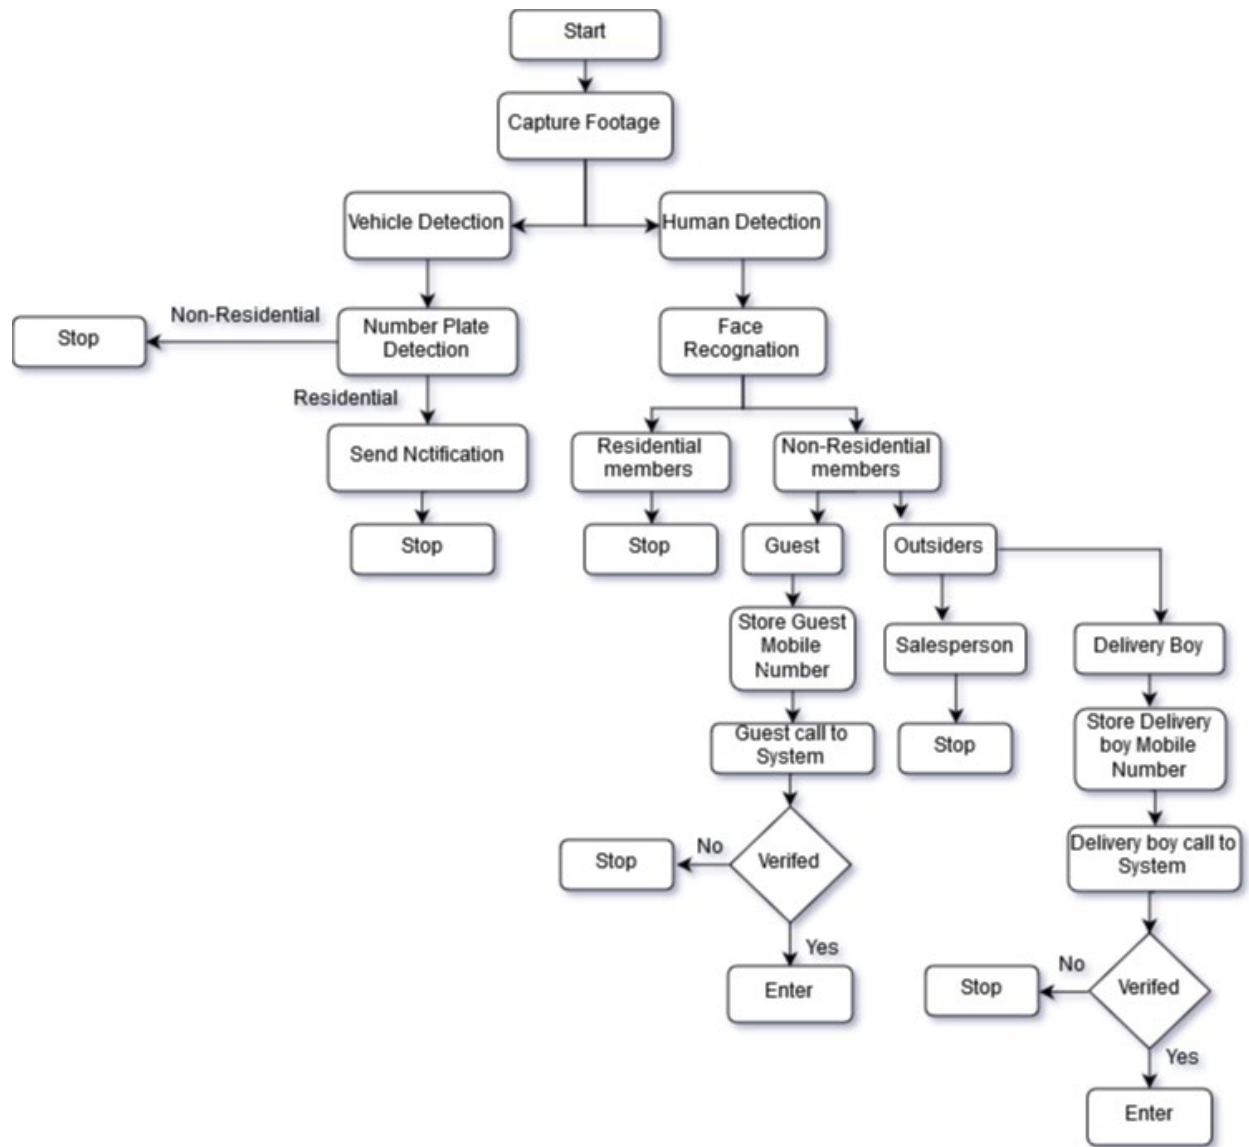 Start
Capture Footage
Vehicle Detection
Human Detection
Non-Residential
Stop
Number Plate
Detection
Face
Recognation
Residential
Send Nctification
Residential
members
Non-Residential
members
Stop
Stop
Guest
Outsiders
Store Guest
Mobile
Number
Salesperson
Delivery Boy
Guest call to
System
Stop
Store Delivery
boy Mobile
Number
No
Stop
Verifed
Delivery boy call to
System
Yes
Enter
No
Stop
Verifed
Yes
Enter